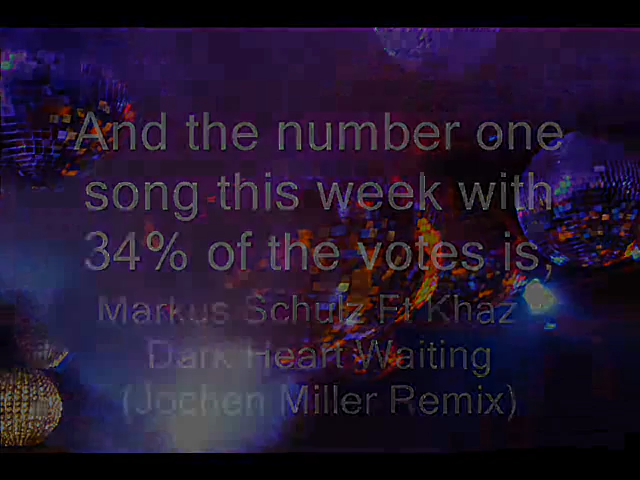 And the number one
song this week with
34% of the votes is,
Markus Schulz Ft Khaz
Dark Heart Waiting
(Jochen Miller Remix)